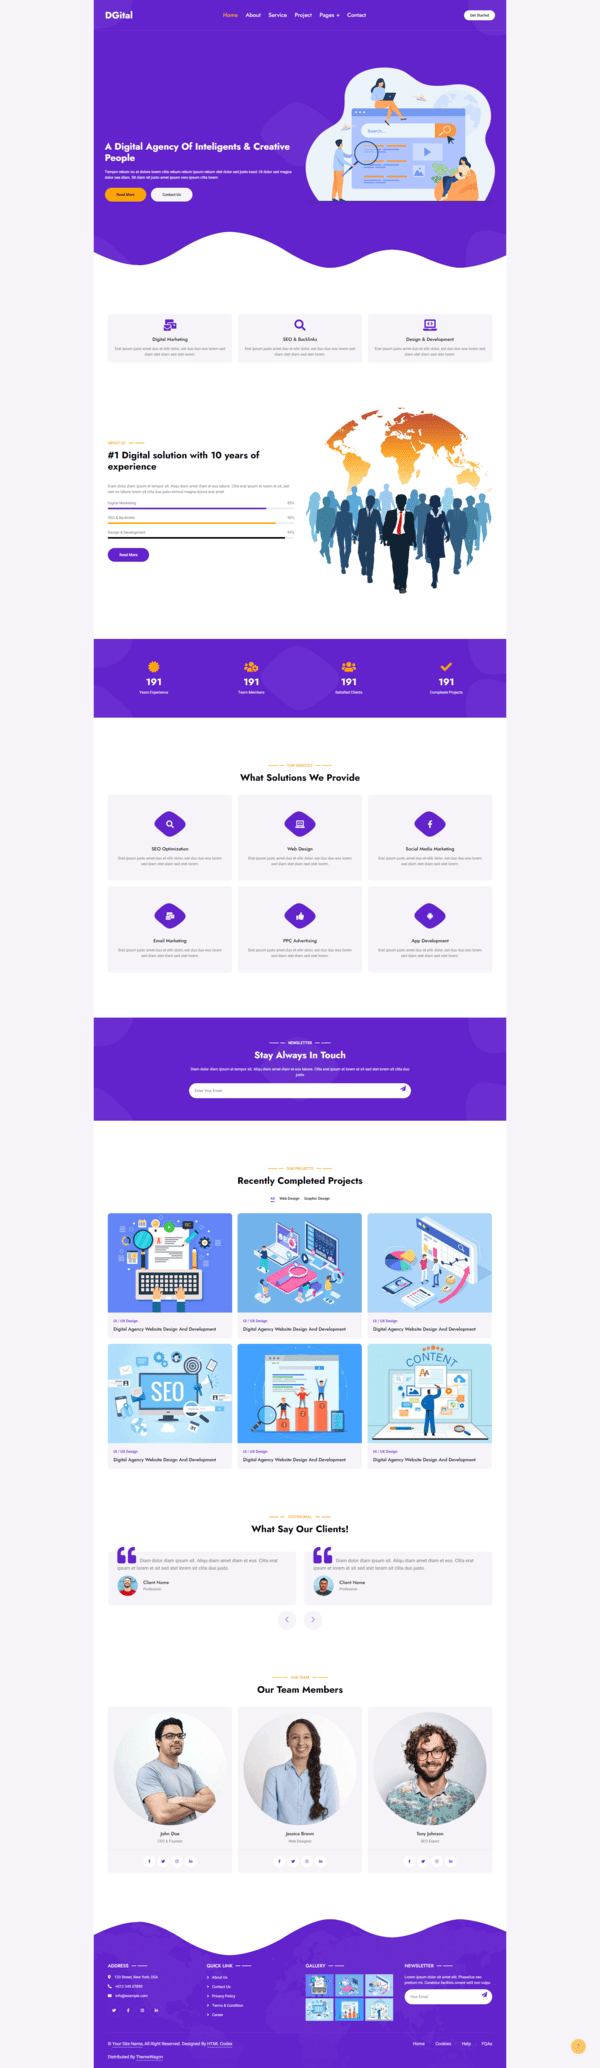 DGital
Home About Service Project Pages + Contact
Get Started
Search...
A Digital Agency Of Inteligents & Creative
People
Tempor rebum no at dolore lorem clita rebum rebum ipsum rebum stet dolor sed justo kasd. Ut dolor sed magna
dolor sea diam. Sit diam sit justo amet ipsum vero ipsum clita lorem
Read More
Contact Us
Digital Marketing
Erat ipsum justo amet duo et elitr dolor, est duo duo eos lorem sed
diam stet diam sed stet lorem.
SEO & Backlinks
Erat ipsum justo amet duo et elitr dolor, est duo duo eos lorem sed
diam stet diam sed stet lorem.
Design & Development
Erat ipsum justo amet duo et elitr dolor, est duo duo eos lorem sed
diam stet diam sed stet lorem.
ABOUT US
#1 Digital solution with 10 years of
experience
Diam dolor diam ipsum et tempor sit. Aliqu diam amet diam et eos labore. Clita erat ipsum et lorem et sit sed
stet no labore lorem sit clita duo justo eirmod magna dolore erat amet
Digital Marketing 85%
SEO & Backlinks 90%
Design & Development 95%
Read More
191
Years Experience
191
Team Members
191
Satisfied Clients
191
Compleate Projects
OUR SERVICES
What Solutions We Provide
SEO Optimization
Erat ipsum justo amet duo et elitr dolor, est duo duo eos lorem
sed diam stet diam sed stet lorem.
Web Design
Erat ipsum justo amet duo et elitr dolor, est duo duo eos lorem
sed diam stet diam sed stet lorem.
Social Media Marketing
Erat ipsum justo amet duo et elitr dolor, est duo duo eos lorem
sed diam stet diam sed stet lorem.
Email Marketing
Erat ipsum justo amet duo et elitr dolor, est duo duo eos lorem
sed diam stet diam sed stet lorem.
PPC Advertising
Erat ipsum justo amet duo et elitr dolor, est duo duo eos lorem
sed diam stet diam sed stet lorem.
App Development
Erat ipsum justo amet duo et elitr dolor, est duo duo eos lorem
sed diam stet diam sed stet lorem.
NEWSLETTER
Stay Always In Touch
Diam dolor diam ipsum et tempor sit. Aliqu diam amet diam et eos labore. Clita erat ipsum et lorem et sit sed stet lorem sit clita duo
justo
Enter Your Email
OUR PROJECTS
Recently Completed Projects
All Web Design Graphic Design
UI / UX Design
Digital Agency Website Design And Development
UI / UX Design
Digital Agency Website Design And Development
UI / UX Design
Digital Agency Website Design And Development
SEO
CONTENT
UI / UX Design
Digital Agency Website Design And Development
UI / UX Design
Digital Agency Website Design And Development
UI / UX Design
Digital Agency Website Design And Development
TESTIMONIAL
What Say Our Clients!
Diam dolor diam ipsum sit. Aliqu diam amet diam et eos. Clita erat
ipsum et lorem et sit sed stet lorem sit clita duo justo.
Client Name
Profession
Diam dolor diam ipsum sit. Aliqu diam amet diam et eos. Clita erat
ipsum et lorem et sit sed stet lorem sit clita duo justo.
Client Name
Profession
OUR TEAM
Our Team Members
John Doe
CEO & Founder
Jessica Brown
Web Designer
Tony Johnson
SEO Expert
ADDRESS
123 Street, New York, USA
+012 345 67890
info@example.com
QUICK LINK
About Us
Contact Us
Privacy Policy
Terms & Condition
Career
GALLERY
NEWSLETTER
Lorem ipsum dolor sit amet elit. Phasellus nec
pretium mi. Curabitur facilisis ornare velit non vulpu
Your Email
© Your Site Name, All Right Reserved. Designed By HTML Codex
Home Cookies Help FQAs
Distributed By ThemeWagon